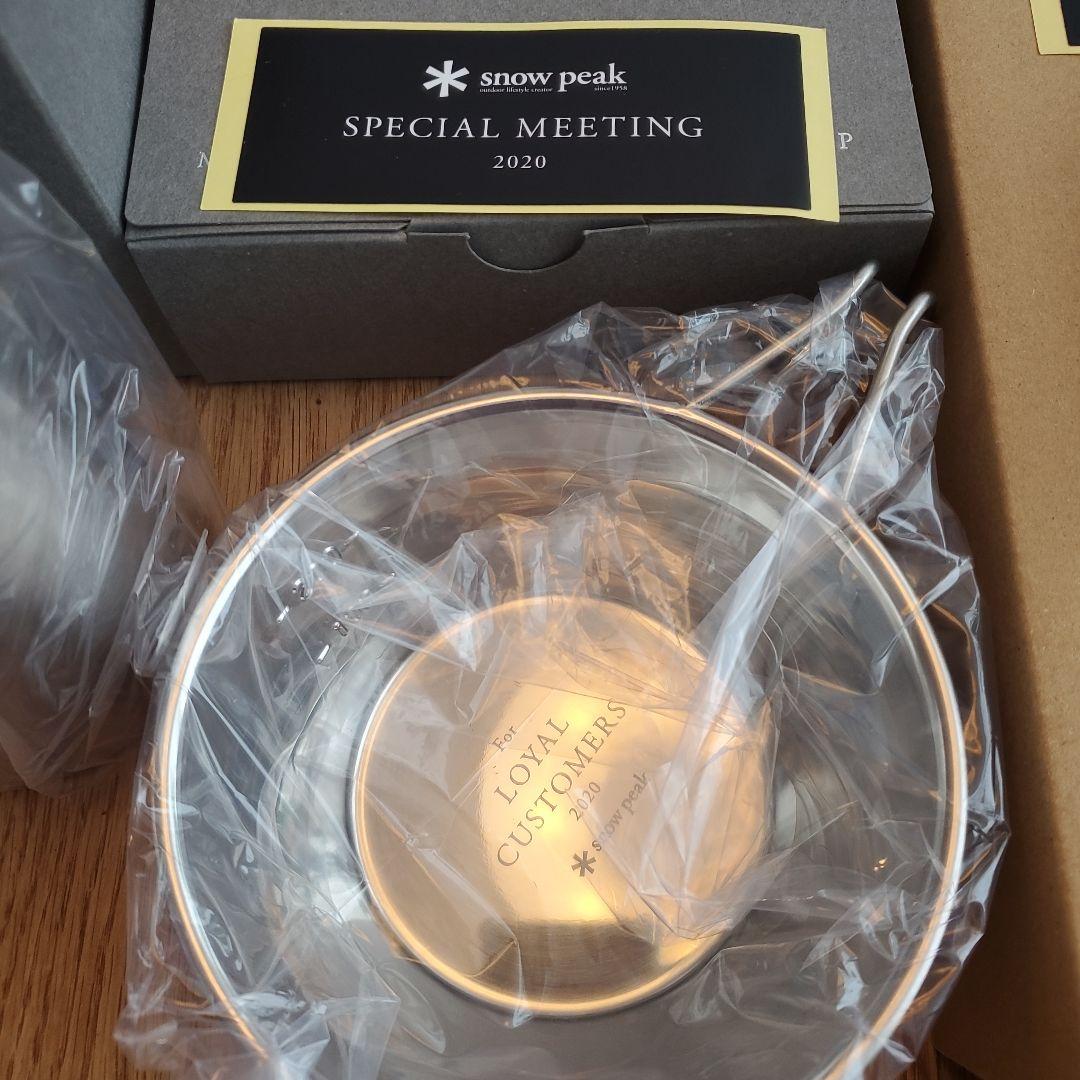 snow peak
outdoor lifestyle creator since1958
SPECIAL MEETING
2020
M P
For
LOYAL
CUSTOMERS
2020
snow peak